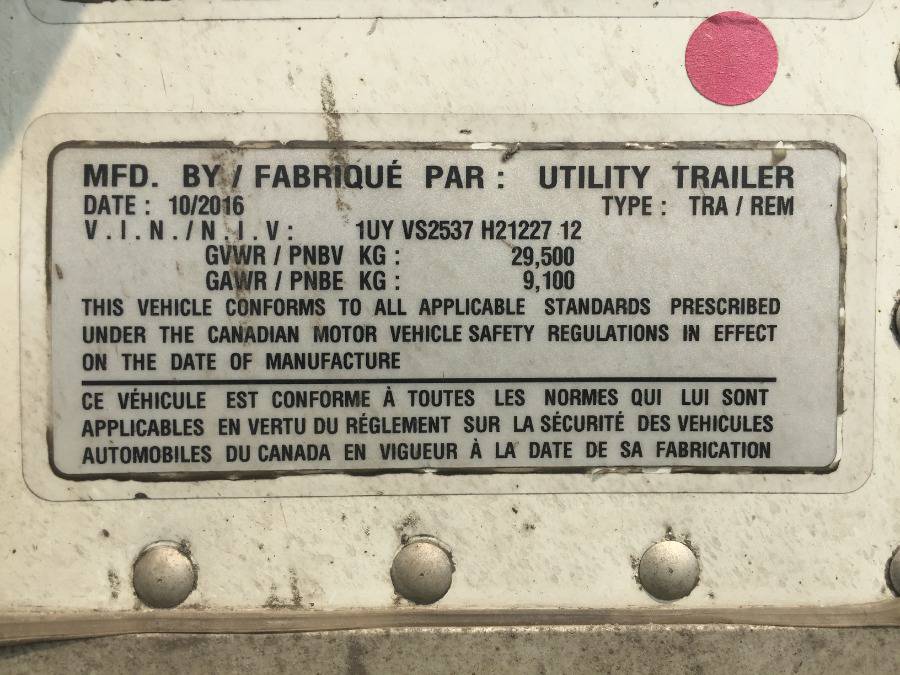 MFD. BY / FABRIQUÉ PAR : UTILITY TRAILER
DATE : 10/2016 TYPE : TRA / REM
V.I.N./N.I.V: 1UY VS2537 H21227 12
GVWR / PNBV KG : 29,500
GAWR / PNBE KG : 9,100
THIS VEHICLE CONFORMS TO ALL APPLICABLE STANDARDS PRESCRIBED
UNDER THE CANADIAN MOTOR VEHICLE SAFETY REGULATIONS IN EFFECT
ON THE DATE OF MANUFACTURE
CE VÉHICULE EST CONFORME À TOUTES LES NORMES QUI LUI SONT
APPLICABLES EN VERTU DU RÉGLEMENT SUR LA SÉCURITÉ DES VEHICULES
AUTOMOBILES DU CANADA EN VIGUEUR À LA DATE DE SA FABRICATION